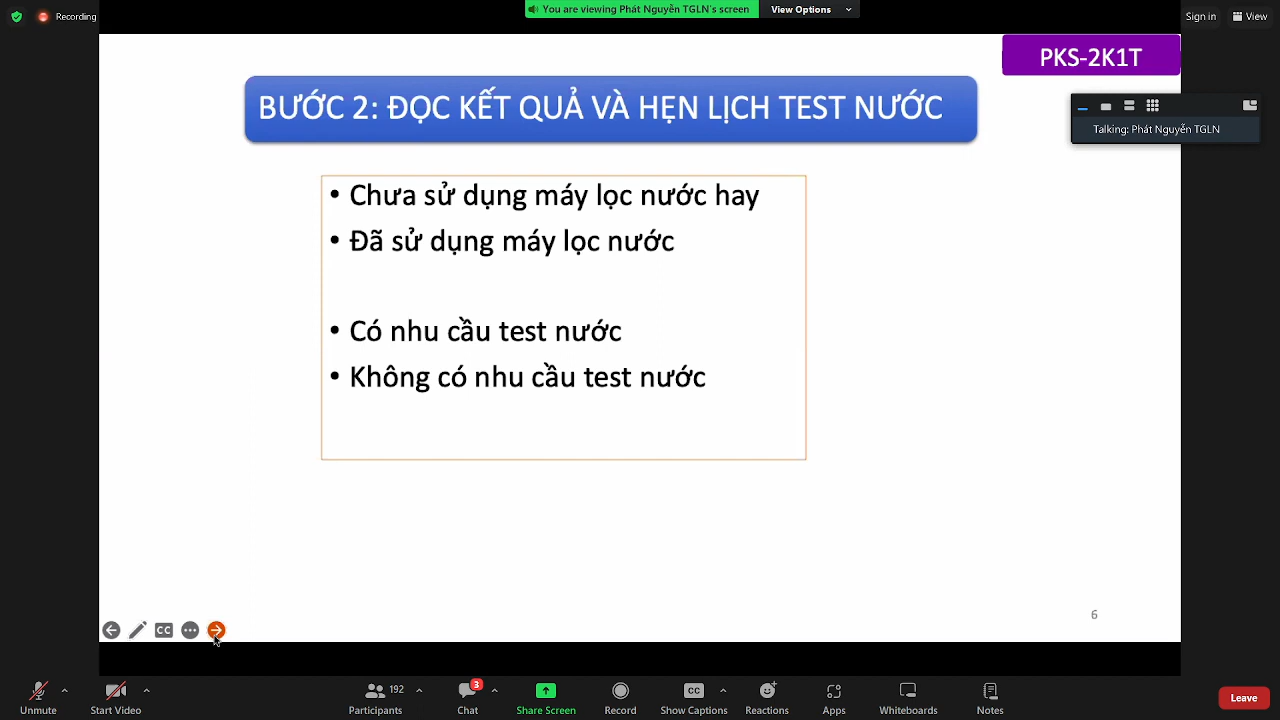 You are viewing Phát Nguyễn TGLN's screen
View Options
Recording
Sign in
View
PKS-2K1T
BƯỚC 2: ĐỌC KẾT QUẢ VÀ HẸN LỊCH TEST NƯỚC
Talking: Phát Nguyễn TGLN
• Chưa sử dụng máy lọc nước hay
• Đã sử dụng máy lọc nước
• Có nhu cầu test nước
• Không có nhu cầu test nước
6
CC
Unmute
Start Video
192
Participants
3
Chat
Share Screen
Record
CC
Show Captions
Reactions
Apps
Whiteboards
Notes
Leave